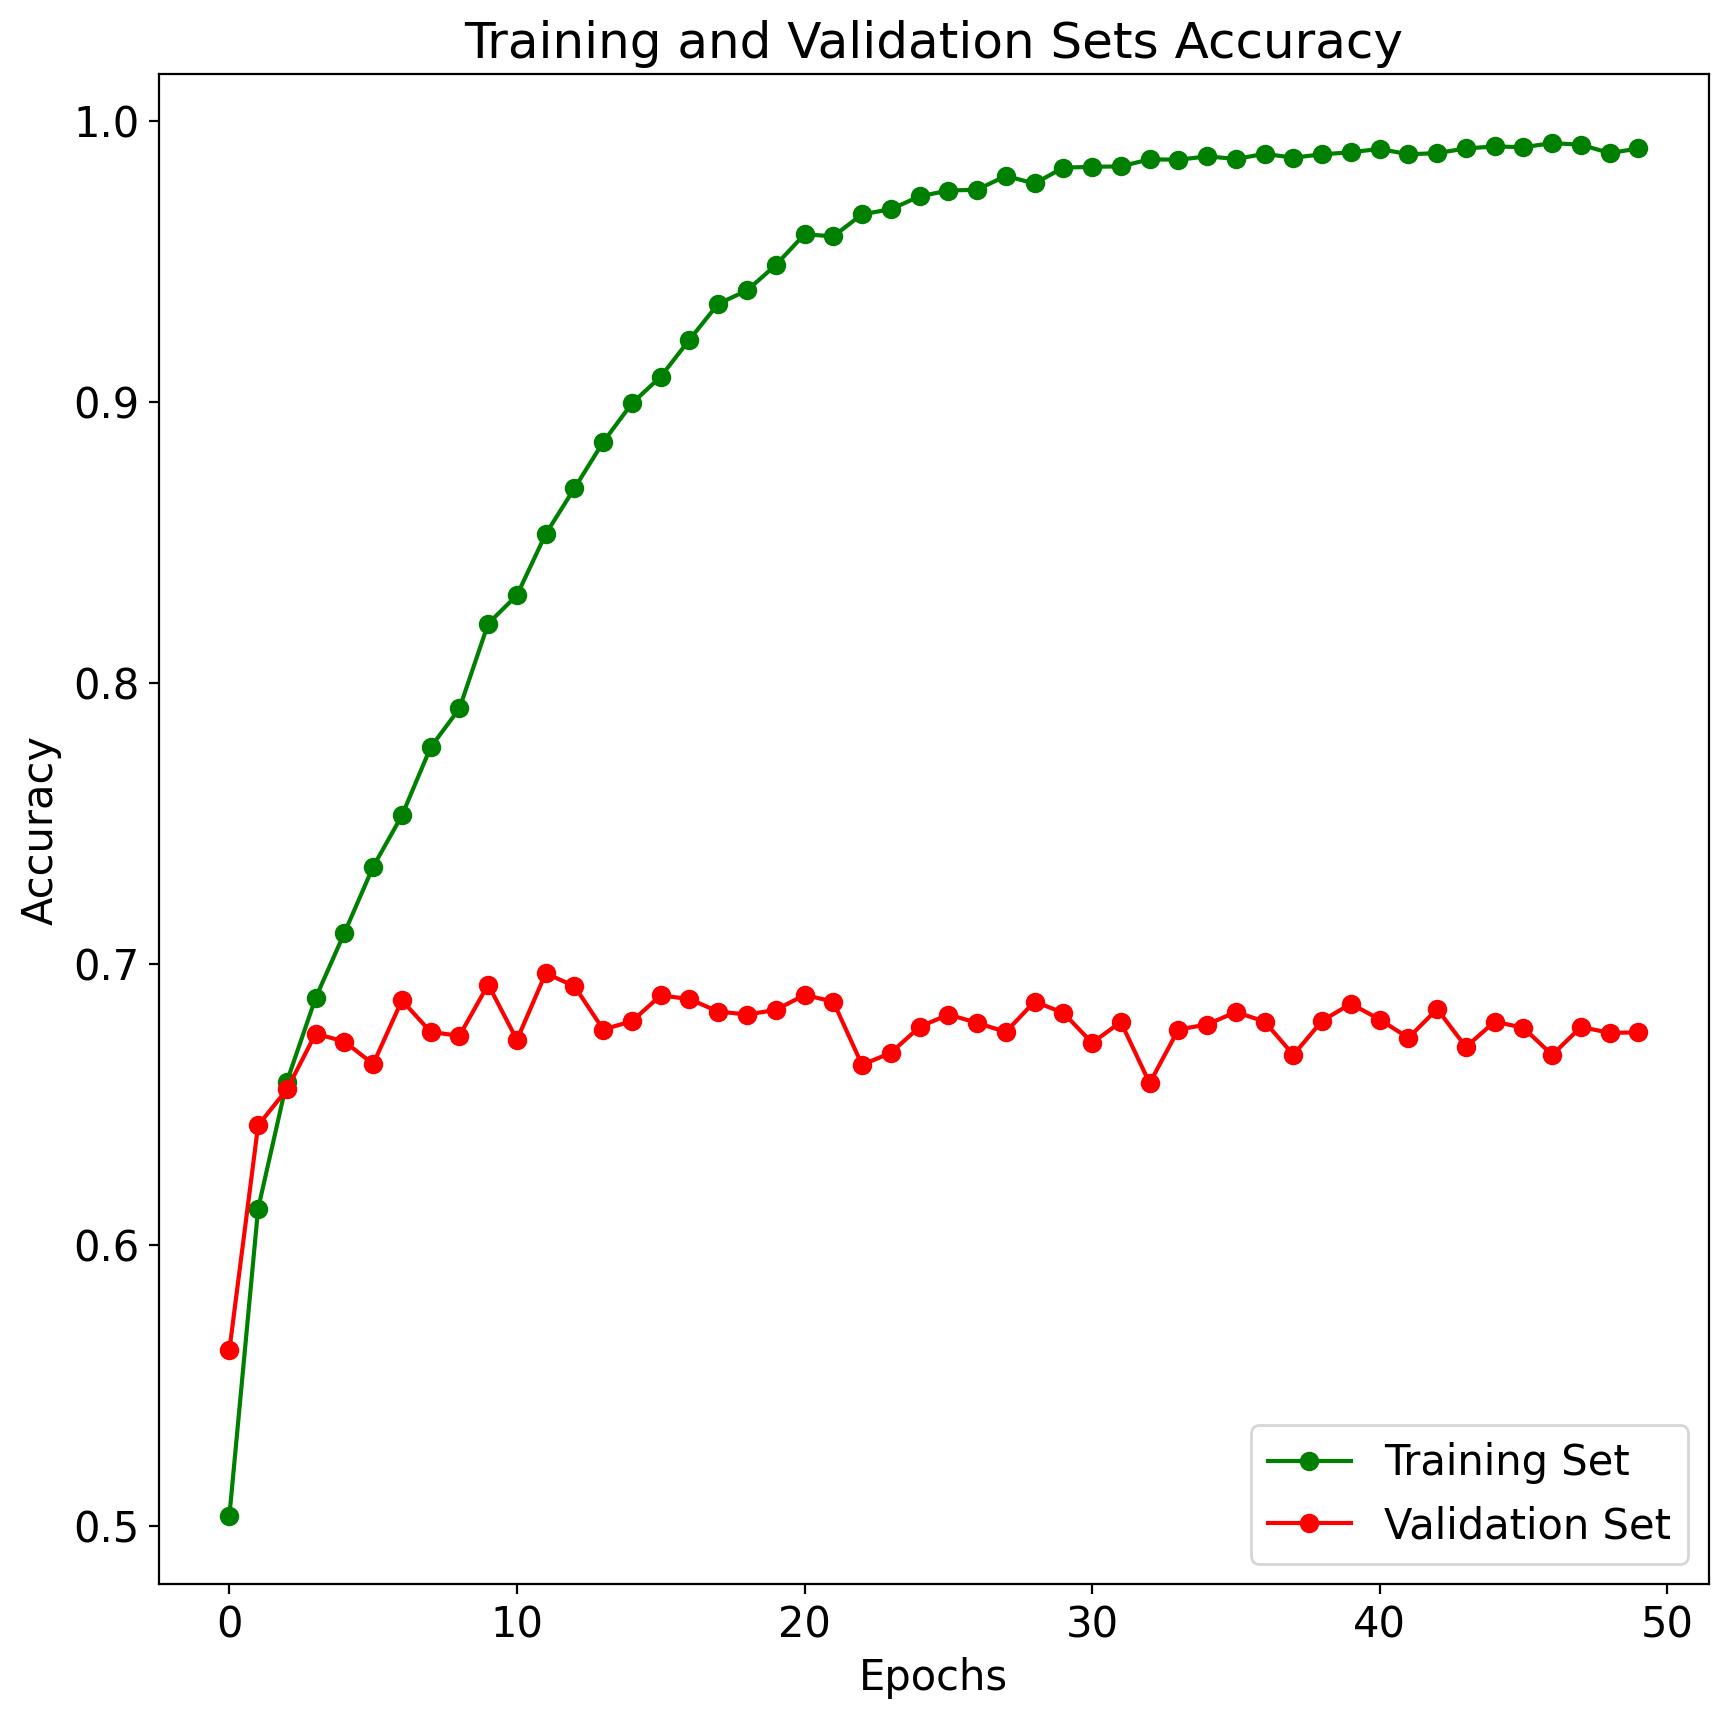 Training and Validation Sets Accuracy
1.0
0.9
0.8
0.7
0.6
0.5
Accuracy
0 10 20 30 40 50
Epochs
Training Set
Validation Set